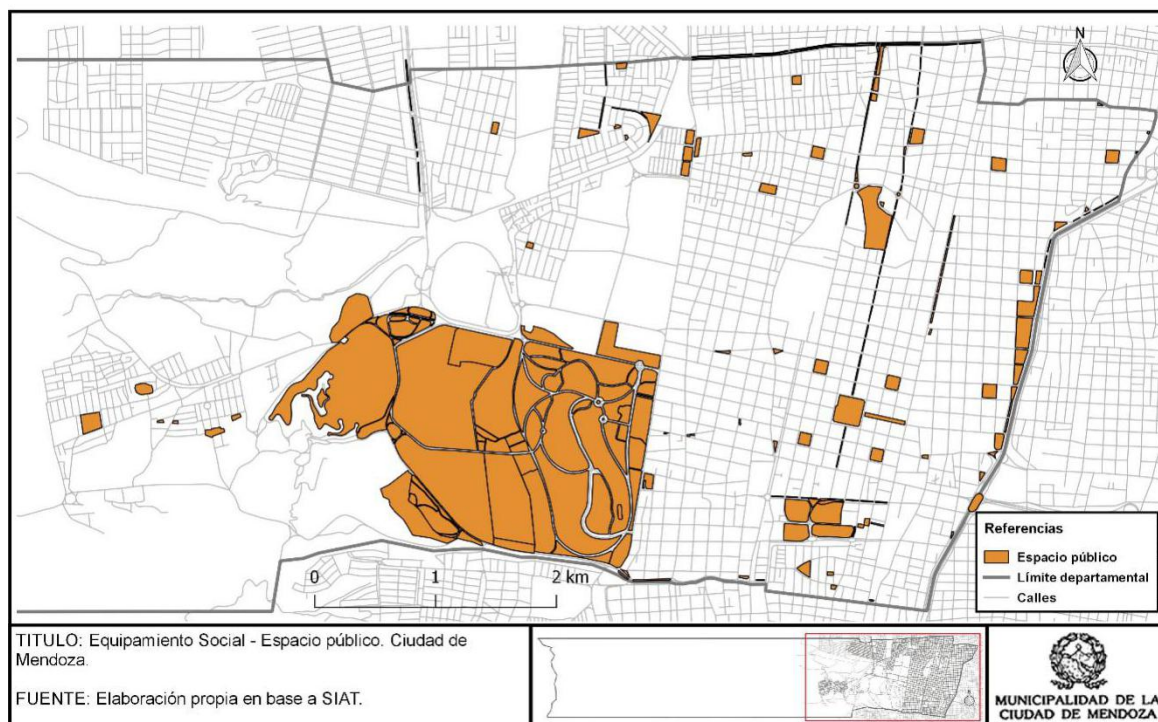 0 1 2 km
Referencias
Espacio público
Límite departamental
Calles
TITULO: Equipamiento Social - Espacio público. Ciudad de
Mendoza.
FUENTE: Elaboración propia en base a SIAT.
MUNICIPALIDAD DE LA
CIUDAD DE MENDOZA